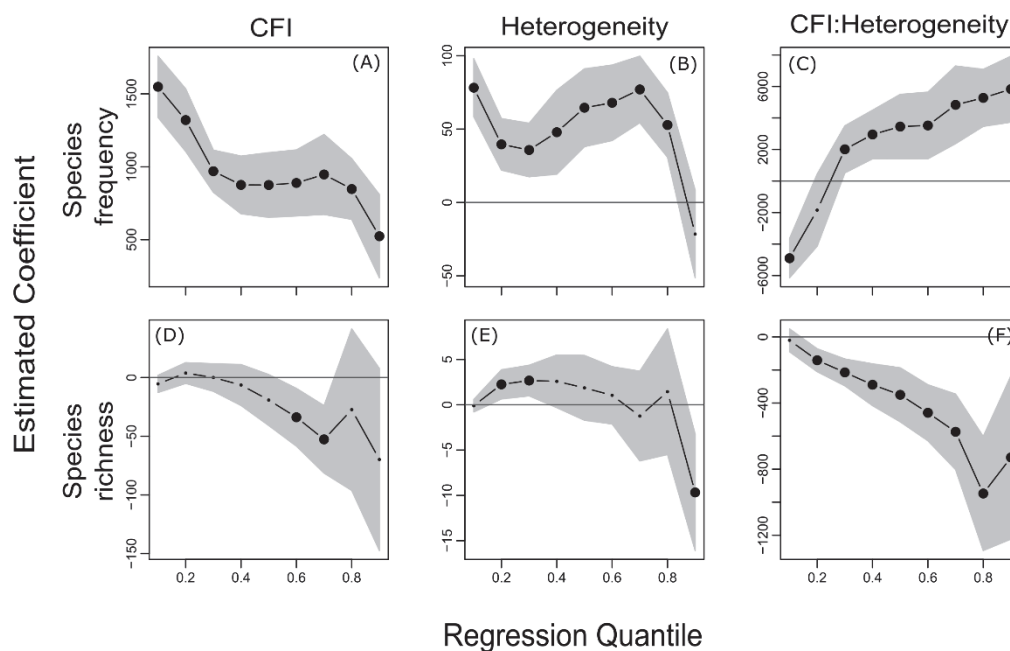 CFI
Heterogeneity
CFI:Heterogeneity
Estimated Coefficient
Species
frequency
(A)
1500
1000
500
(B)
100
50
0
−50
(C)
6000
2000
−2000
−6000
Species
richness
(D)
0
−50
−100
−150
0.2 0.4 0.6 0.8
(E)
5
0
−5
−10
−15
0.2 0.4 0.6 0.8
(F)
0
−400
−800
−1200
0.2 0.4 0.6 0.8
Regression Quantile